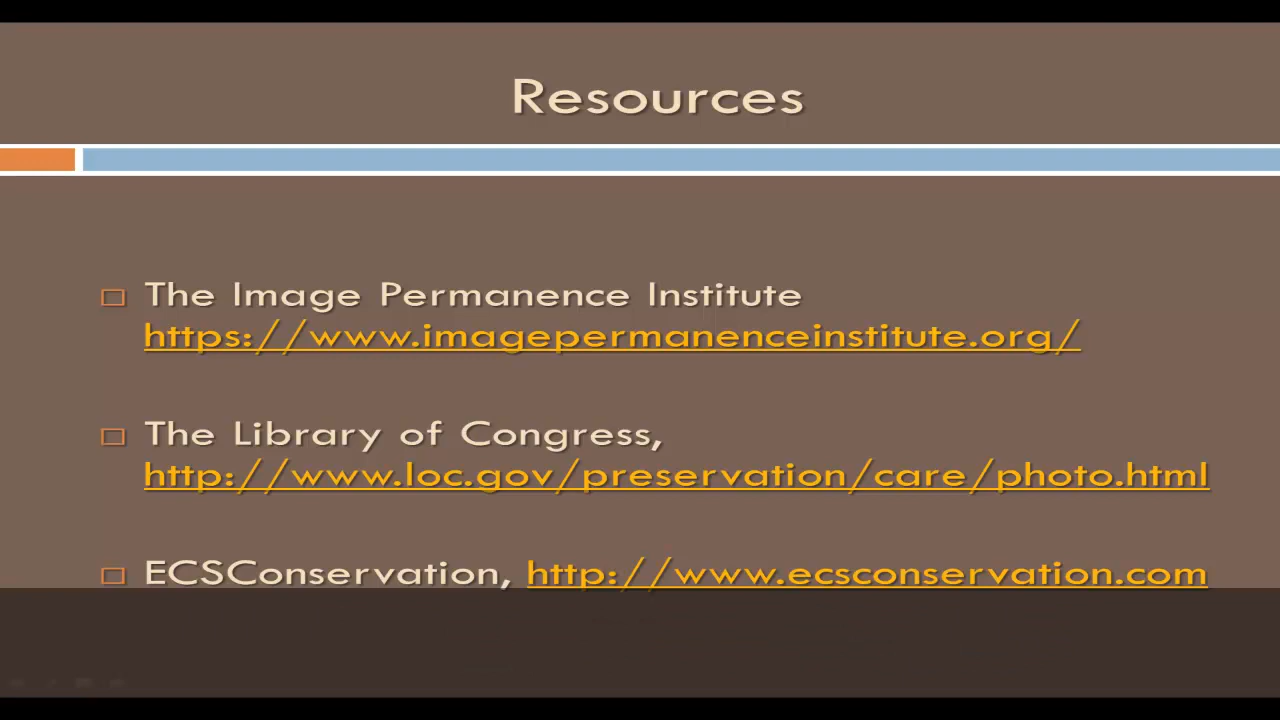 Resources
The Image Permanence Institute
https://www.imagepermanenceinstitute.org/
The Library of Congress,
http://www.loc.gov/preservation/care/photo.html
ECSConservation, http://www.ecsconservation.com